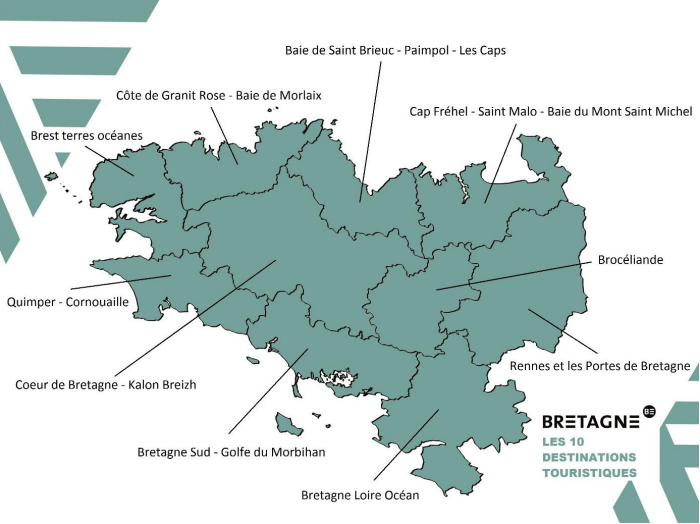 Baie de Saint Brieuc - Paimpol - Les Caps
Côte de Granit Rose - Baie de Morlaix
Cap Fréhel - Saint Malo - Baie du Mont Saint Michel
Brest terres océanes
Brocéliande
Quimper - Cornouaille
Rennes et les Portes de Bretagne
Coeur de Bretagne - Kalon Breizh
BRETAGNE BE
LES 10
DESTINATIONS
TOURISTIQUES
Bretagne Sud - Golfe du Morbihan
Bretagne Loire Océan